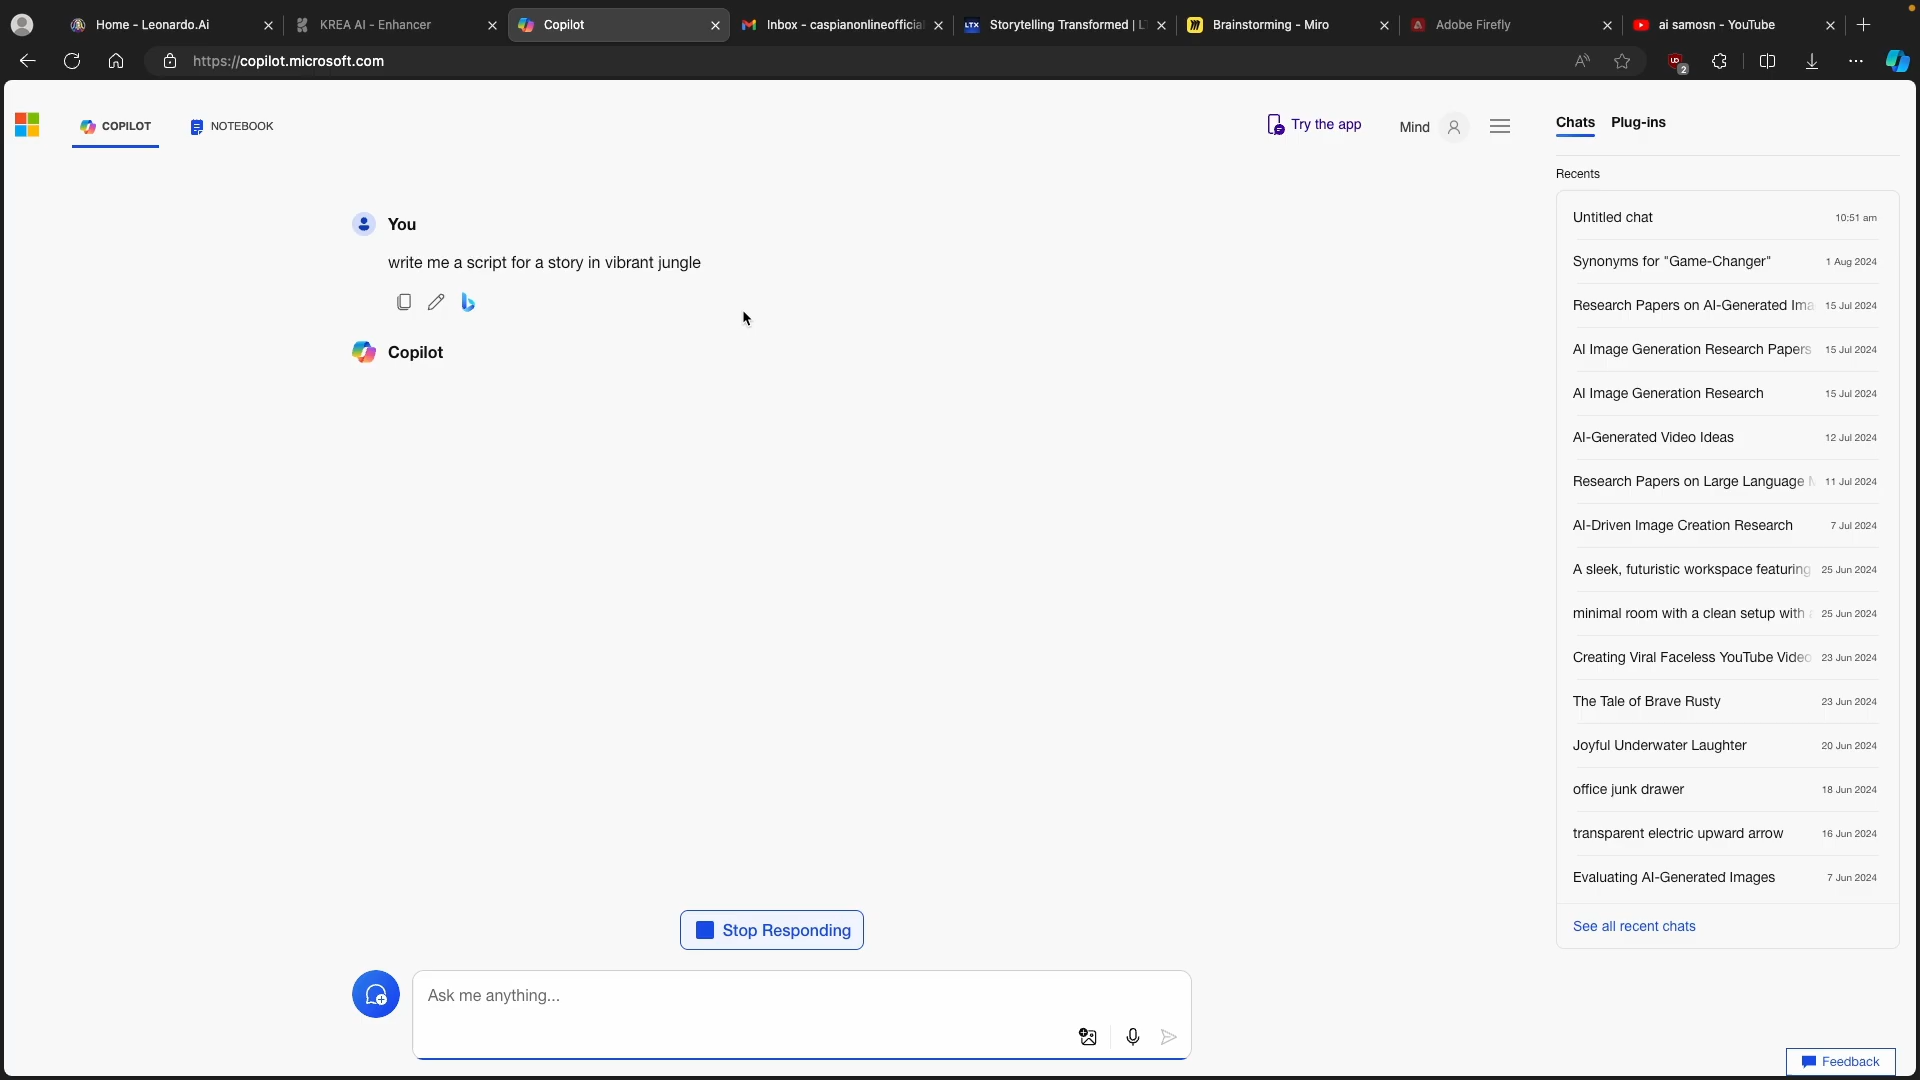 Home - Leonardo.Ai
KREA AI - Enhancer
Copilot
Inbox - caspianonlineofficial
Storytelling Transformed | L
Brainstorming - Miro
Adobe Firefly
ai samosn - YouTube
https://copilot.microsoft.com
COPILOT
NOTEBOOK
Try the app
Mind
Chats
Plug-ins
Recents
You
write me a script for a story in vibrant jungle
Copilot
Untitled chat 10:51 am
Synonyms for "Game-Changer" 1 Aug 2024
Research Papers on AI-Generated Ima 15 Jul 2024
AI Image Generation Research Papers 15 Jul 2024
AI Image Generation Research 15 Jul 2024
AI-Generated Video Ideas 12 Jul 2024
Research Papers on Large Language M 11 Jul 2024
AI-Driven Image Creation Research 7 Jul 2024
A sleek, futuristic workspace featuring 25 Jun 2024
minimal room with a clean setup with a 25 Jun 2024
Creating Viral Faceless YouTube Video 23 Jun 2024
The Tale of Brave Rusty 23 Jun 2024
Joyful Underwater Laughter 20 Jun 2024
office junk drawer 18 Jun 2024
transparent electric upward arrow 16 Jun 2024
Evaluating AI-Generated Images 7 Jun 2024
See all recent chats
Stop Responding
Ask me anything...
Feedback